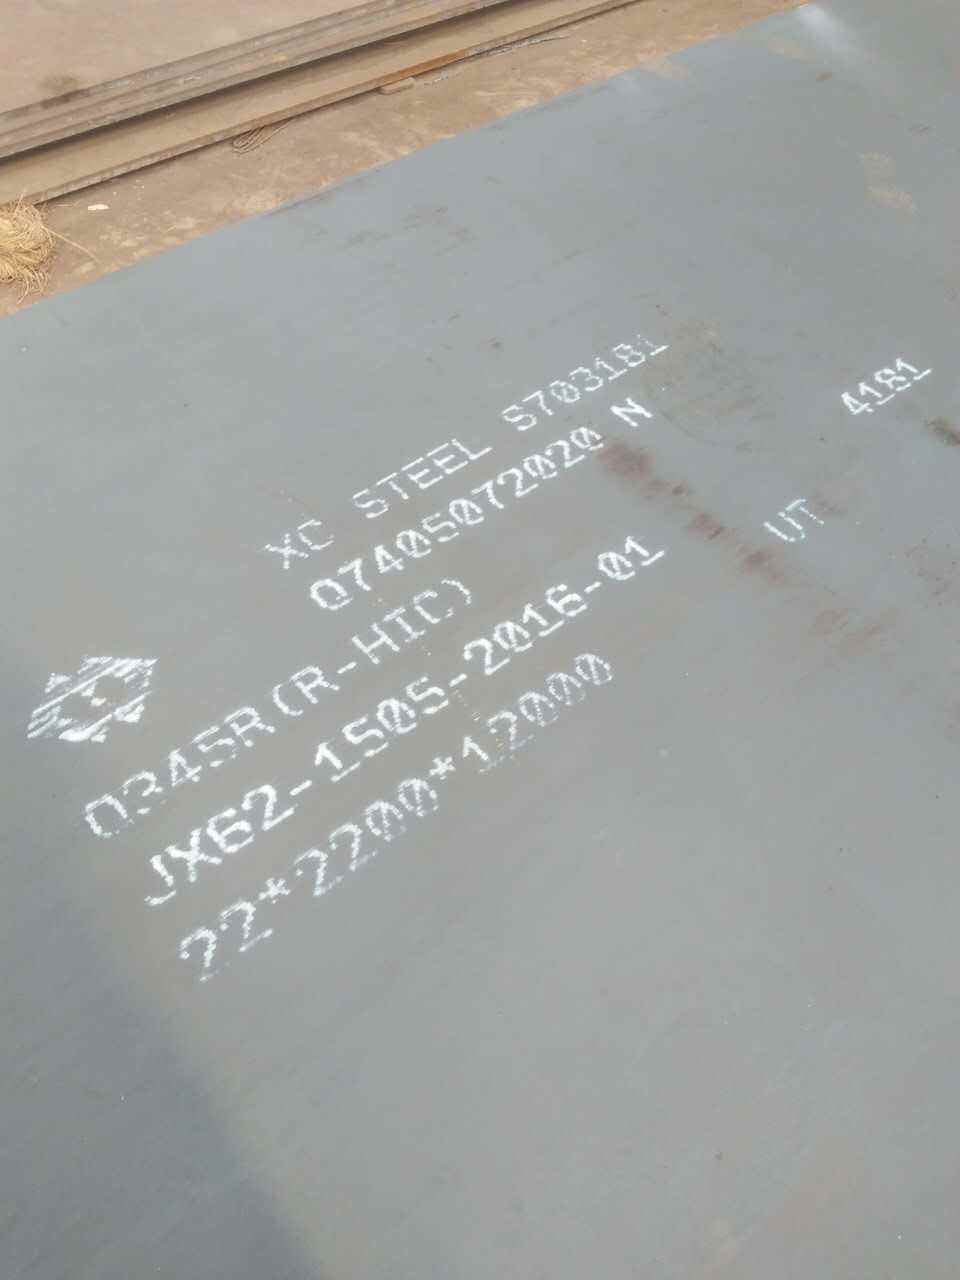 XC STEEL S703181 4181
07405072020 N
UT
Q345R(R-HIC)
JX62-1505-2016-01
22*2200*12000